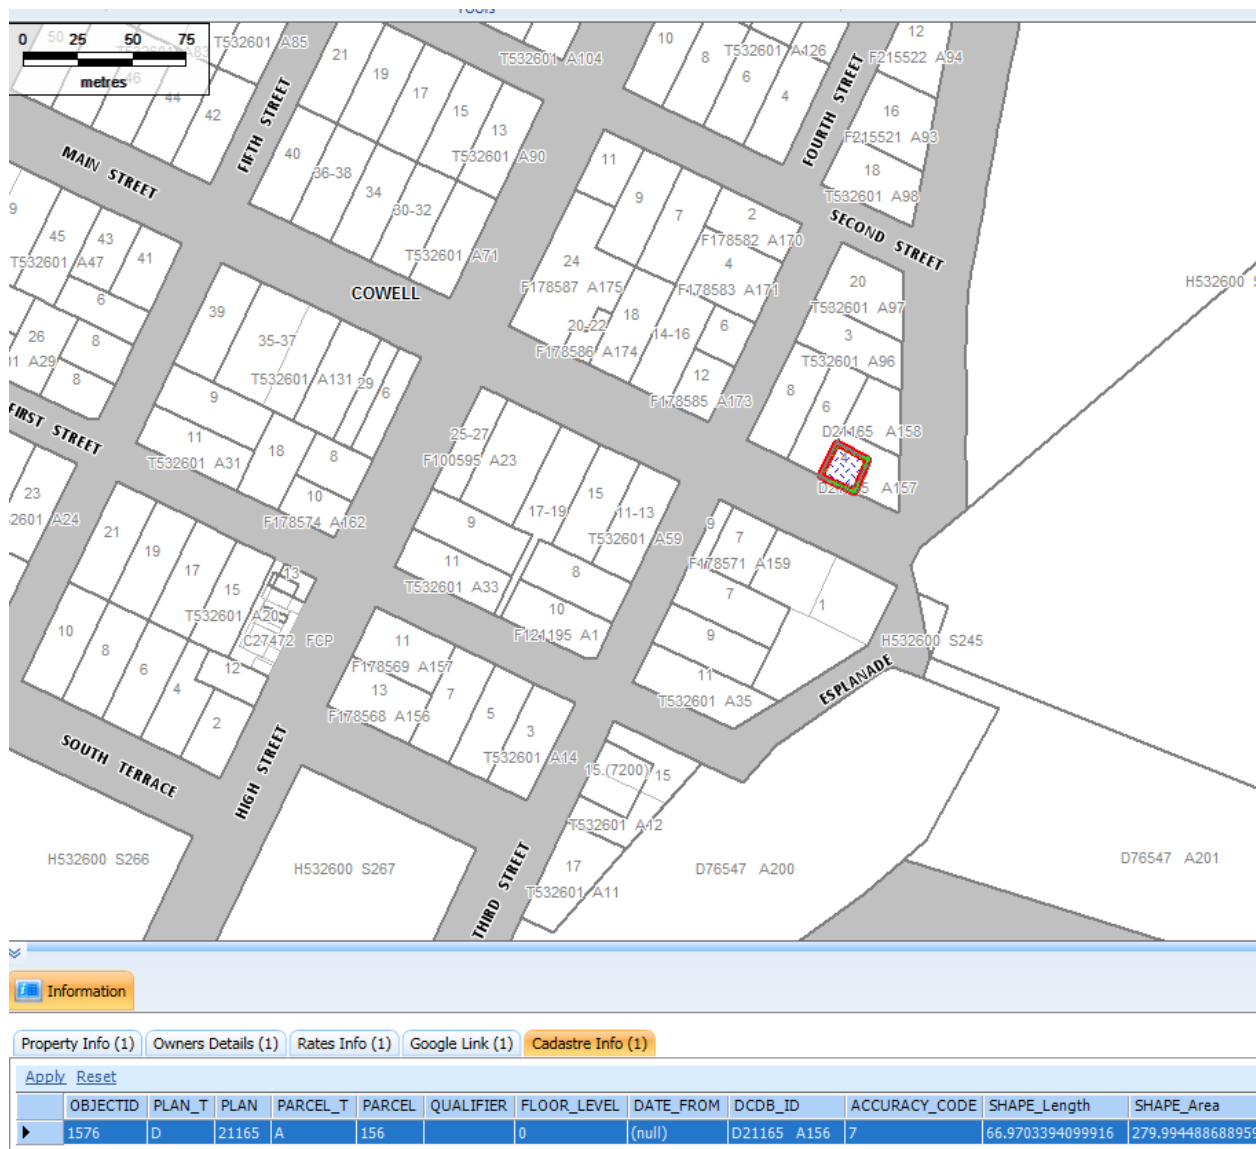 Tools
0 25 50 75
metres
50
T532601 A83
46
44
42
T532601 A85
FIFTH STREET
21
19
17
15
13
T532601 A90
T532601 A104
10
8
T532601 A126
6
4
FOURTH STREET
12
F215522 A94
16
F215521 A93
18
T532601 A98
MAIN STREET
40
36-38
34
30-32
T532601 A71
11
9
7
2
F178582 A170
4
F178583 A171
SECOND STREET
9
45
43
41
T532601 A47
6
26
8
01 A29
8
COWELL
24
F178587 A175
20-22
18
14-16
6
F178586 A174
12
F178585 A173
20
T532601 A97
3
T532601 A96
8
6
D21165 A158
A157
H532600 S
39
35-37
T532601 A131
29
6
9
11
T532601 A31
18
8
10
F178574 A162
FIRST STREET
23
2601 A24
25-27
F100595 A23
15
17-19
11-13
T532601 A59
9
11
T532601 A33
8
10
F121195 A1
9
7
F178571 A159
7
1
9
11
T532601 A35
H532600 S245
ESPLANADE
21
19
17
15
13
T532601 A20
C27472 FCP
10
8
6
4
12
2
11
F178569 A157
13
F178568 A156
7
5
3
T532601 A14
SOUTH TERRACE
HIGH STREET
15.(7200)
15
T532601 A12
17
T532601 A11
THIRD STREET
H532600 S266
H532600 S267
D76547 A200
D76547 A201
Information
Property Info (1) Owners Details (1) Rates Info (1) Google Link (1) Cadastre Info (1)
Apply Reset
OBJECTID PLAN_T PLAN PARCEL_T PARCEL QUALIFIER FLOOR_LEVEL DATE_FROM DCDB_ID ACCURACY_CODE SHAPE_Length SHAPE_Area
1576 D 21165 A 156 0 (null) D21165 A156 7 66.9703394099916 279.994488688959